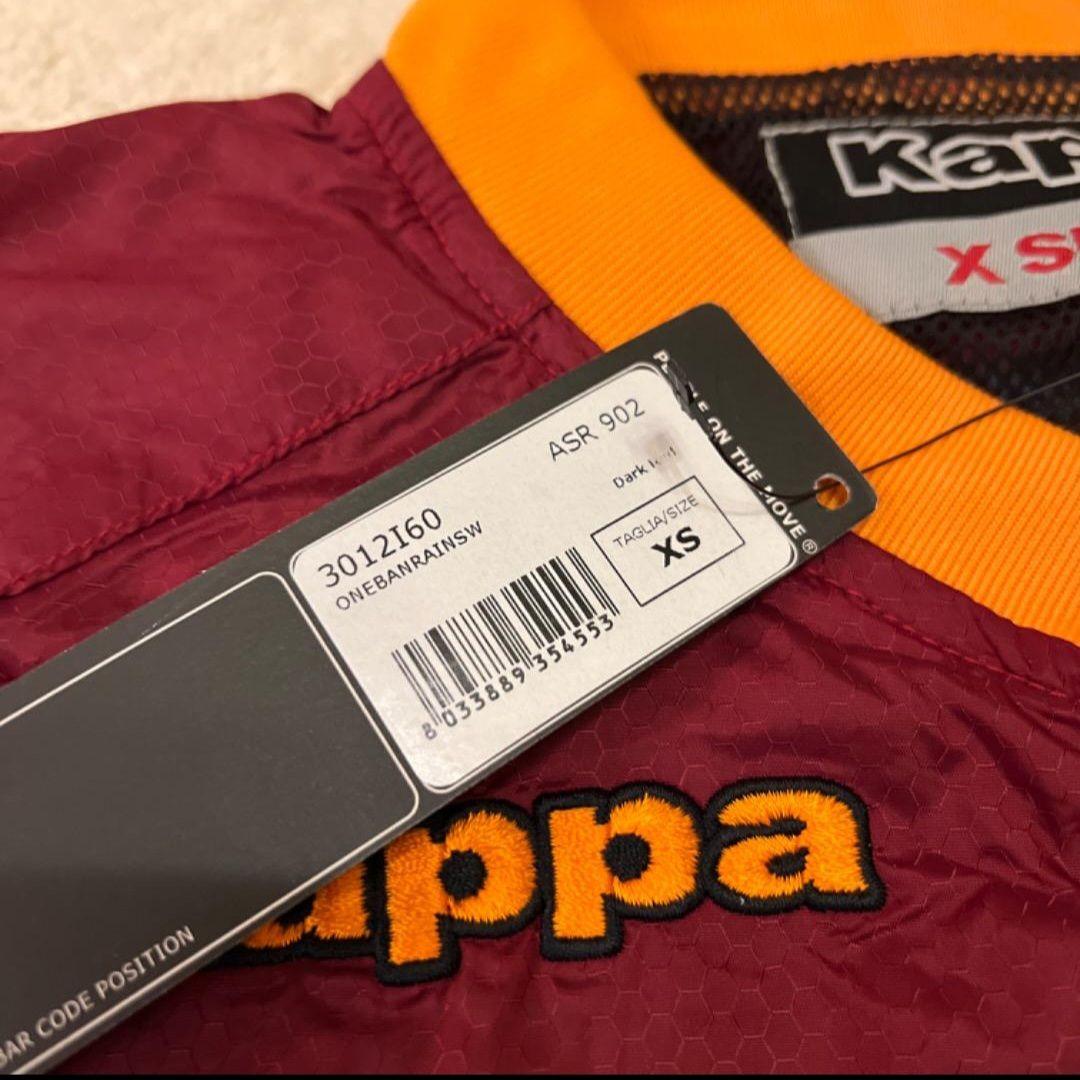 Kap
X S
ASR 902
Dark
3012I60
ONEBANRAINSW
TAGLIA/SIZE
XS
8 033889 354553
ON THE MOVE®
appa
BAR CODE POSITION